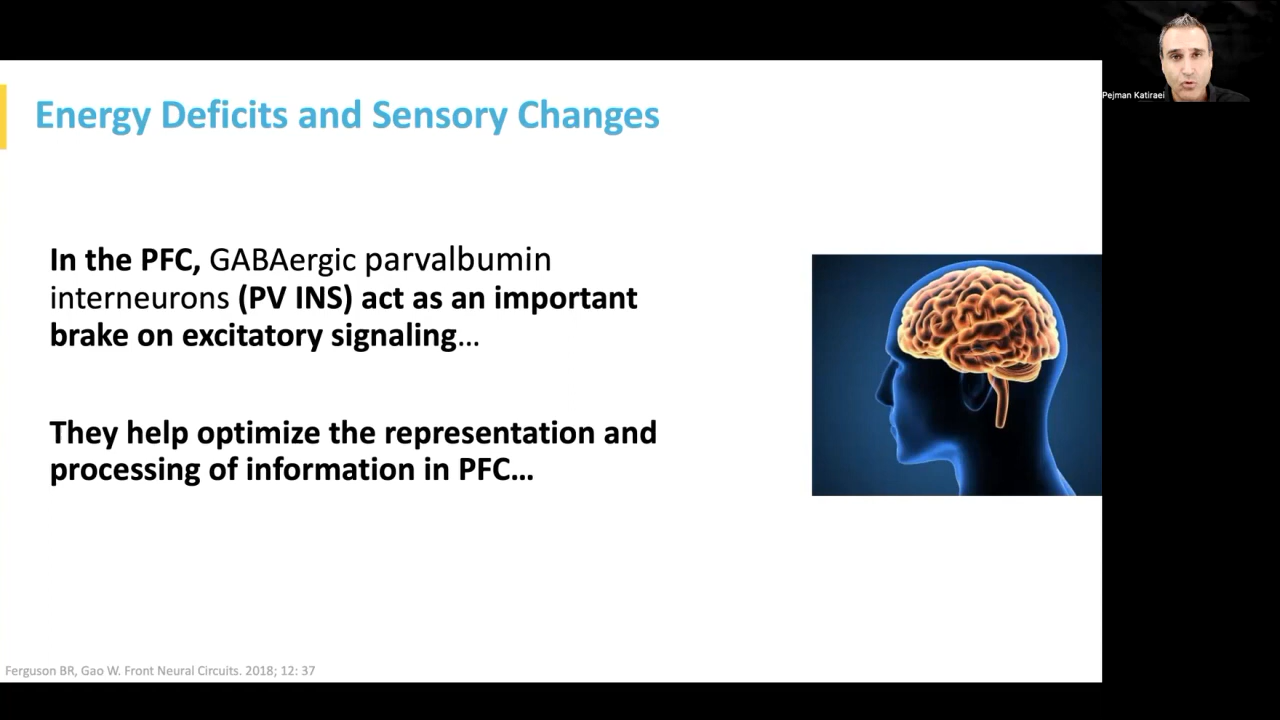 Energy Deficits and Sensory Changes
In the PFC, GABAergic parvalbumin
interneurons (PV INS) act as an important
brake on excitatory signaling...
They help optimize the representation and
processing of information in PFC...
Ferguson BR, Gao W. Front Neural Circuits. 2018; 12: 37
Pejman Katiraei